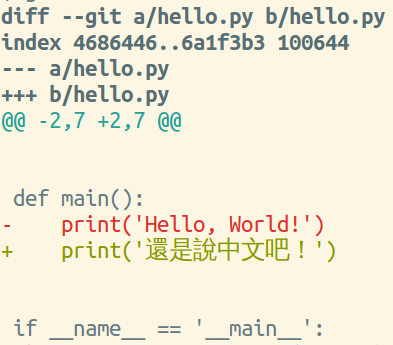 diff --git a/hello.py b/hello.py
index 4686446..6a1f3b3 100644
--- a/hello.py
+++ b/hello.py
@@ -2,7 +2,7 @@
 def main():
-    print('Hello, World!')
+    print('還是說中文吧！')
 if __name__ == '__main__':